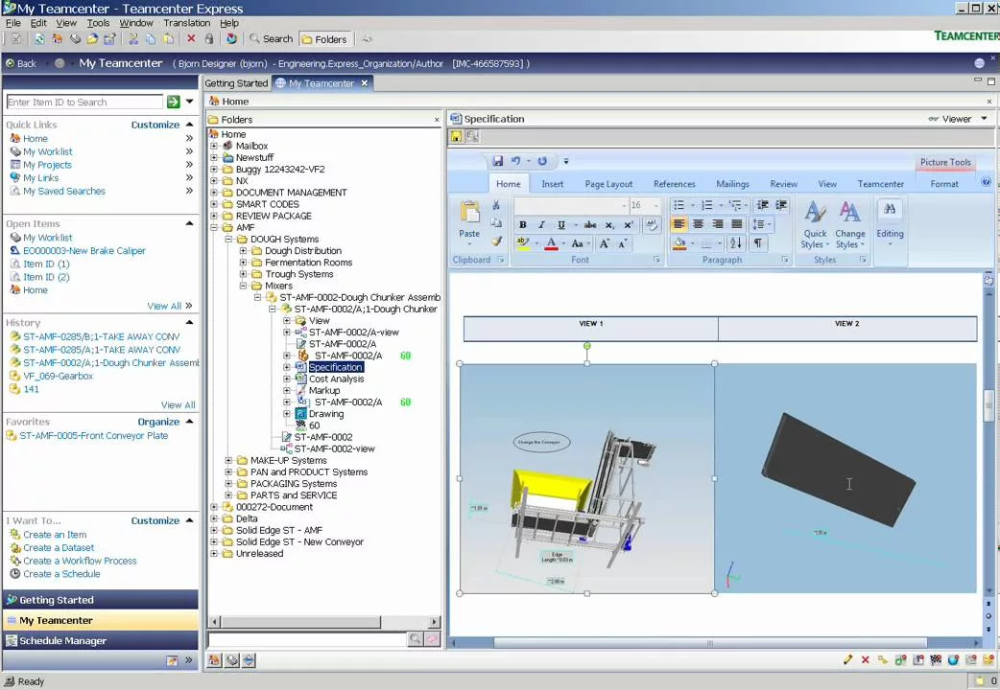 My Teamcenter - Teamcenter Express
File Edit View Tools Window Translation Help
Search Folders
TEAMCENTER
Back My Teamcenter ( Bjorn Designer (bjorn) - Engineering.Express_Organization/Author [IMC-466587593] )
Getting Started My Teamcenter
Enter Item ID to Search
Home
Quick Links Customize
Home
My Worklist
My Projects
My Links
My Saved Searches
Open Items
My Worklist
EC000003-New Brake Caliper
Item ID (1)
Item ID (2)
Home
View All
History
ST-AMF-0285/B;1-TAKE AWAY CONV
ST-AMF-0285/A;1-TAKE AWAY CONV
ST-AMF-0002/A;1-Dough Chunker Assemb
VF_069-Gearbox
141
View All
Favorites Organize
ST-AMF-0005-Front Conveyor Plate
I Want To... Customize
Create an Item
Create a Dataset
Create a Workflow Process
Create a Schedule
Getting Started
My Teamcenter
Schedule Manager
Ready
Folders
Home
Mailbox
Newstuff
Buggy 12243242-VF2
NX
DOCUMENT MANAGEMENT
SMART CODES
REVIEW PACKAGE
AMF
DOUGH Systems
Dough Distribution
Fermentation Rooms
Trough Systems
Mixers
ST-AMF-0002-Dough Chunker Assemb
ST-AMF-0002/A;1-Dough Chunker
View
ST-AMF-0002/A-view
ST-AMF-0002/A
ST-AMF-0002/A 60
Specification
Cost Analysis
Markup
ST-AMF-0002/A 60
Drawing
60
ST-AMF-0002
ST-AMF-0002-view
MAKE-UP Systems
PAN and PRODUCT Systems
PACKAGING Systems
PARTS and SERVICE
000272-Document
Delta
Solid Edge ST - AMF
Solid Edge ST - New Conveyor
Unreleased
Specification Viewer
Picture Tools
Home Insert Page Layout References Mailings Review View Teamcenter Format
16
Paste
Quick Styles
Change Styles
Editing
Clipboard Font Paragraph Styles
VIEW 1 VIEW 2
Change the Conveyor
Edge
0